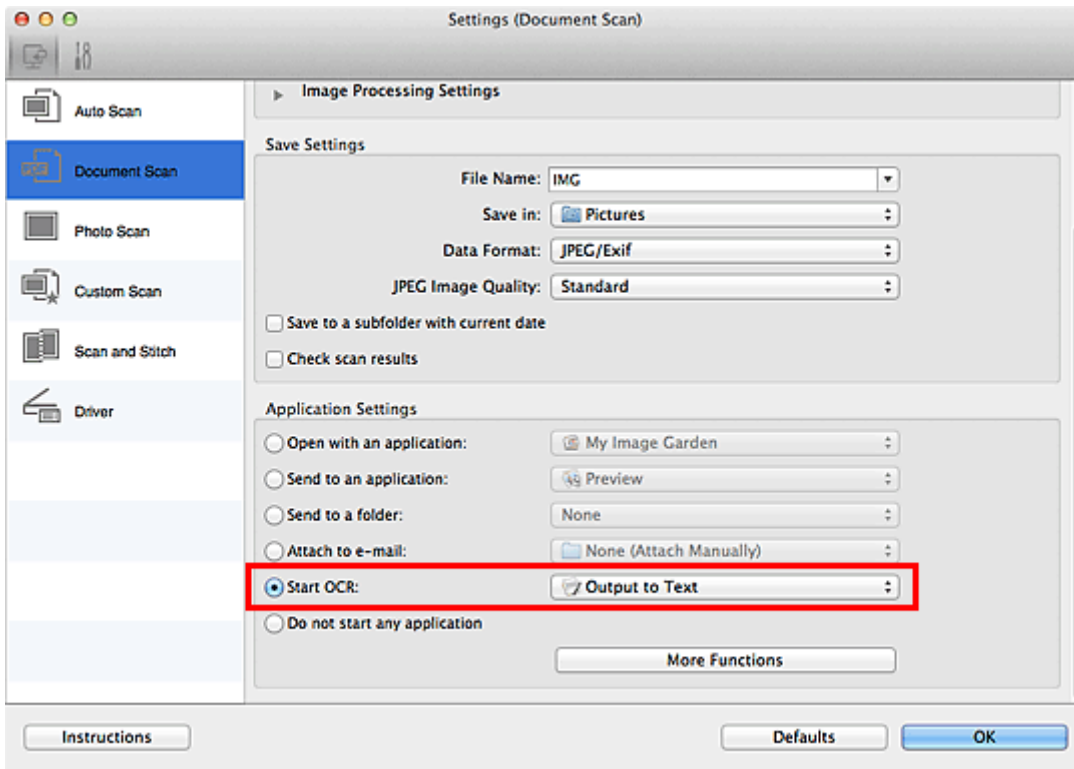 Settings (Document Scan)
Auto Scan
Document Scan
Photo Scan
Custom Scan
Scan and Stitch
Driver
Image Processing Settings
Save Settings
File Name: IMG
Save in: Pictures
Data Format: JPEG/Exif
JPEG Image Quality: Standard
Save to a subfolder with current date
Check scan results
Application Settings
Open with an application: My Image Garden
Send to an application: Preview
Send to a folder: None
Attach to e-mail: None (Attach Manually)
Start OCR: Output to Text
Do not start any application
More Functions
Instructions Defaults OK